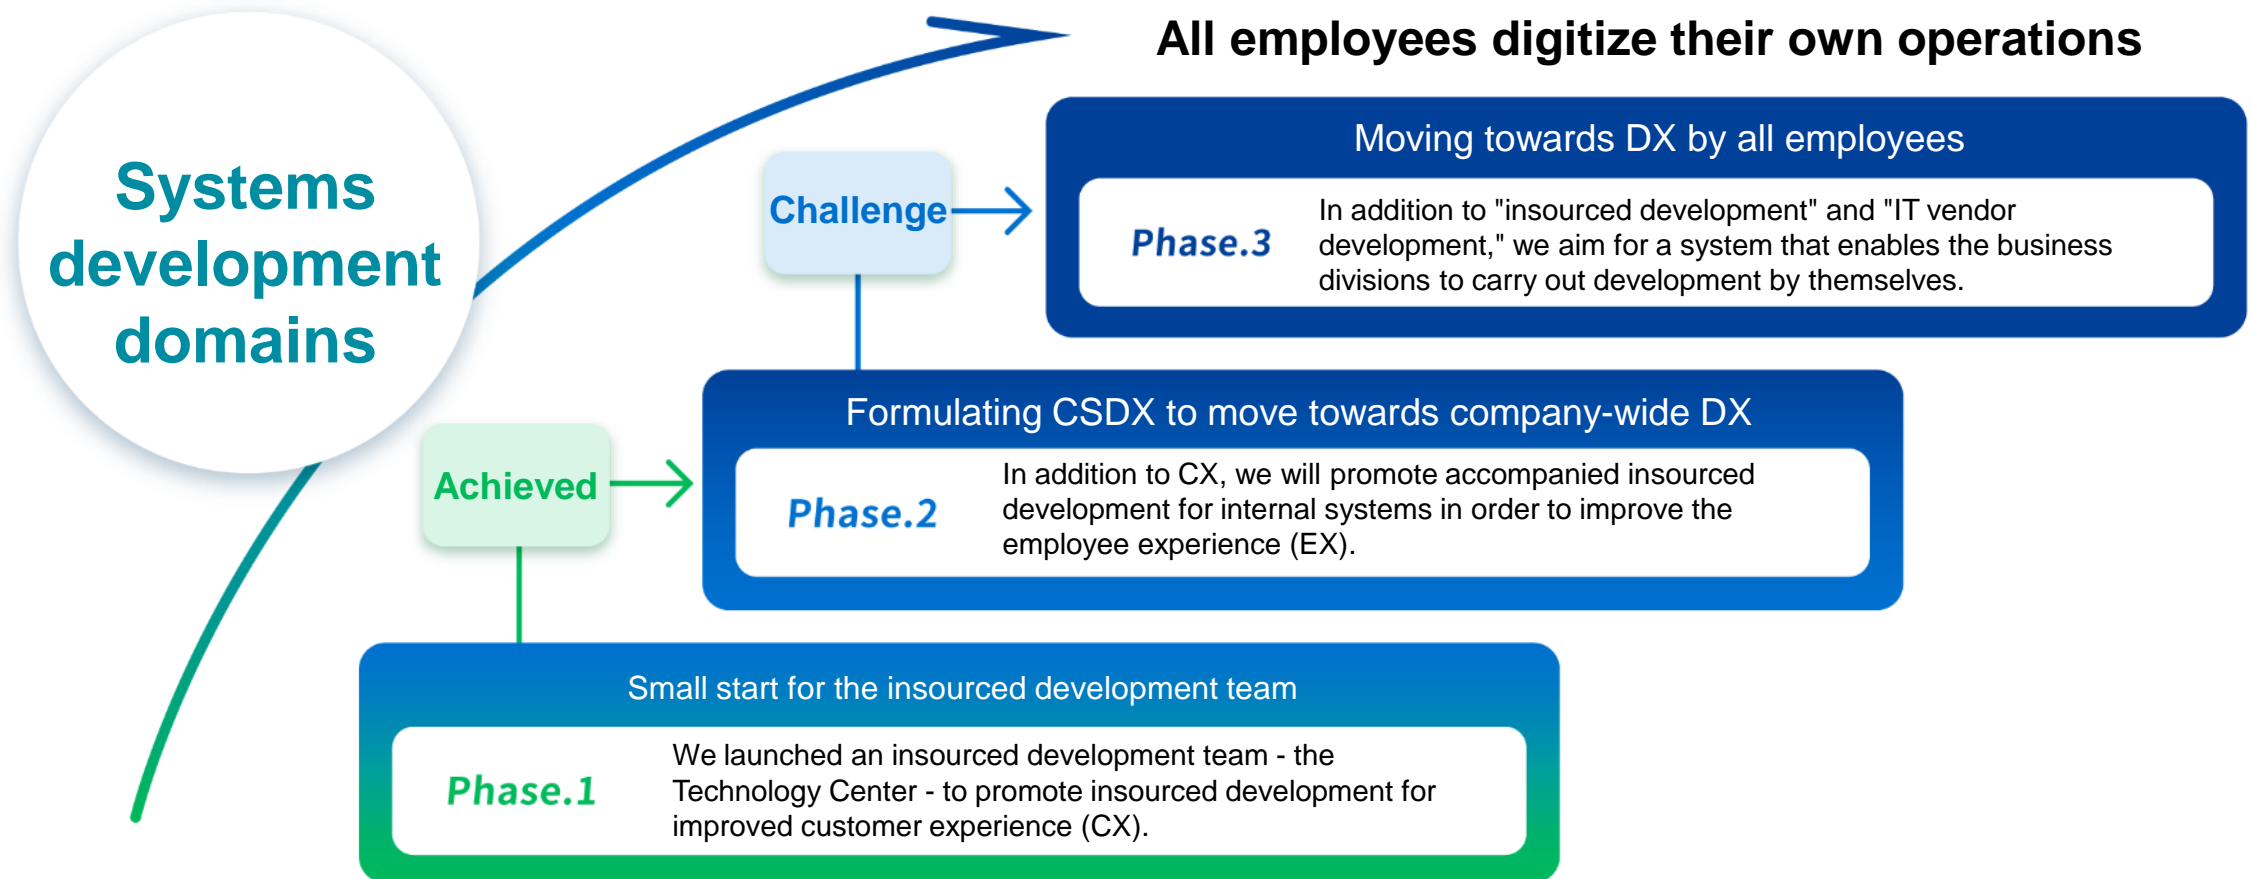 All employees digitize their own operations
Systems
development
domains
Challenge
Moving towards DX by all employees
Phase.3
In addition to "insourced development" and "IT vendor
development," we aim for a system that enables the business
divisions to carry out development by themselves.
Achieved
Formulating CSDX to move towards company-wide DX
Phase.2
In addition to CX, we will promote accompanied insourced
development for internal systems in order to improve the
employee experience (EX).
Small start for the insourced development team
Phase.1
We launched an insourced development team - the
Technology Center - to promote insourced development for
improved customer experience (CX).